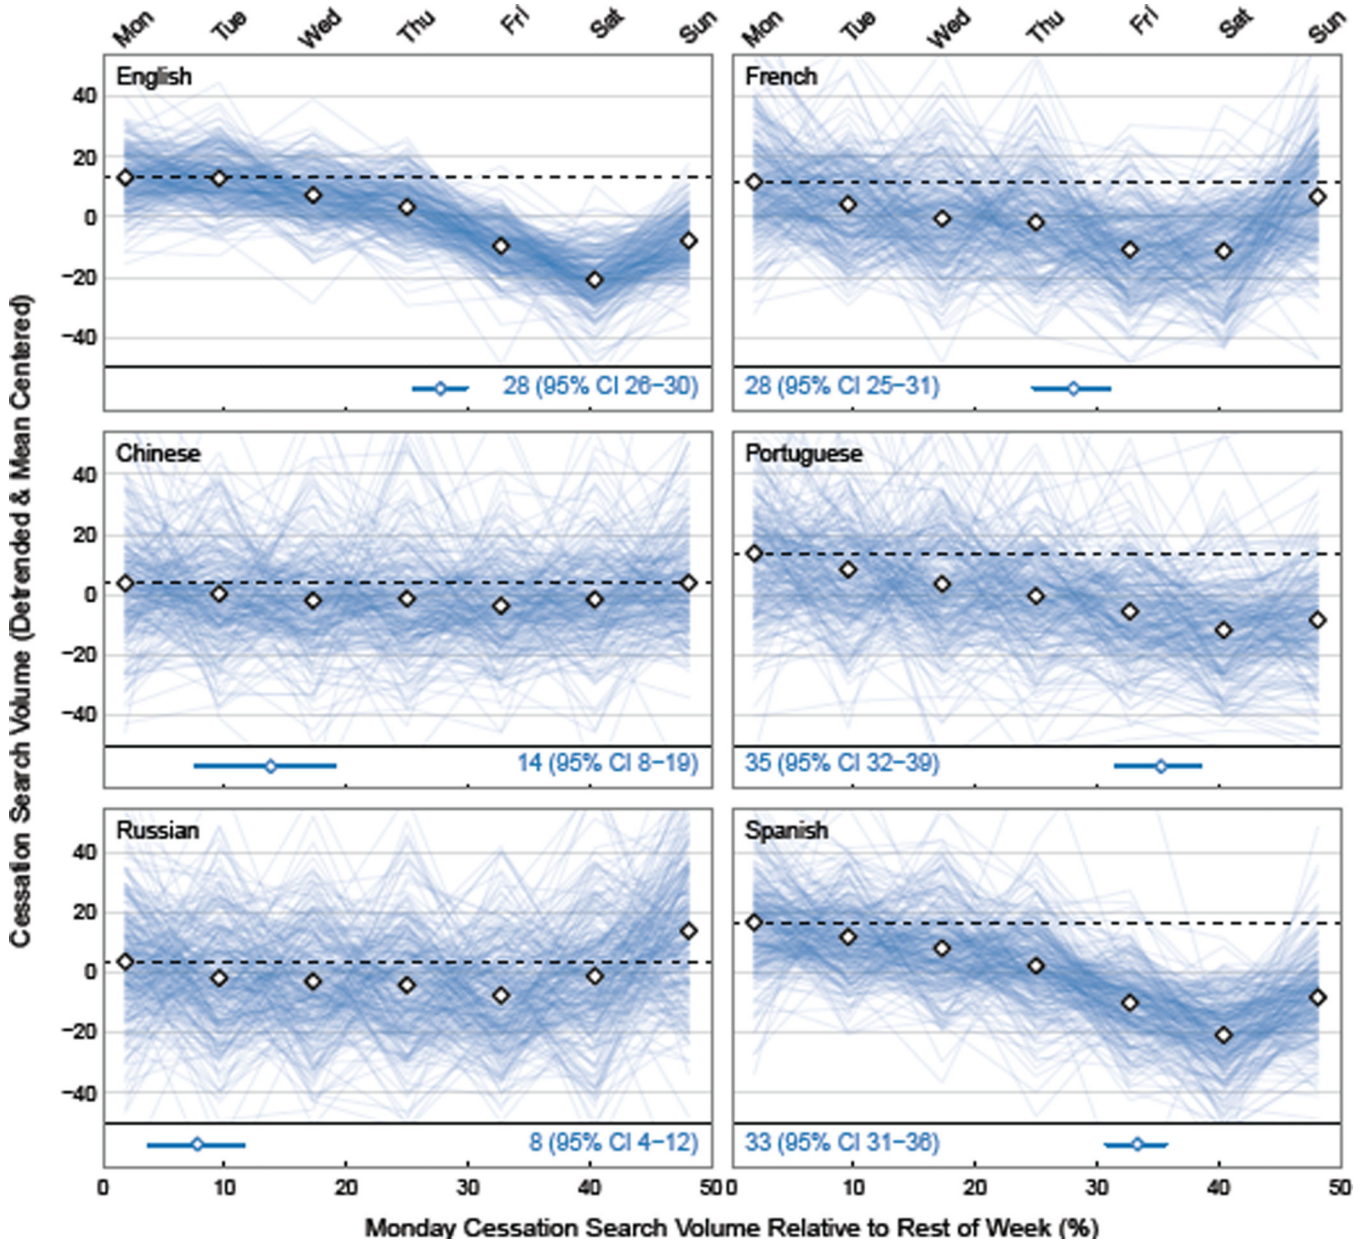 Mon Tue Wed Thu Fri Sat Sun Mon Tue Wed Thu Fri Sat Sun
English
French
40
20
0
−20
−40
28 (95% CI 26−30)
28 (95% CI 25−31)
Cessation Search Volume (Detrended & Mean Centered)
Chinese
Portuguese
40
20
0
−20
−40
14 (95% CI 8−19)
35 (95% CI 32−39)
Russian
Spanish
40
20
0
−20
−40
8 (95% CI 4−12)
33 (95% CI 31−36)
0 10 20 30 40 50 0 10 20 30 40 50
Monday Cessation Search Volume Relative to Rest of Week (%)